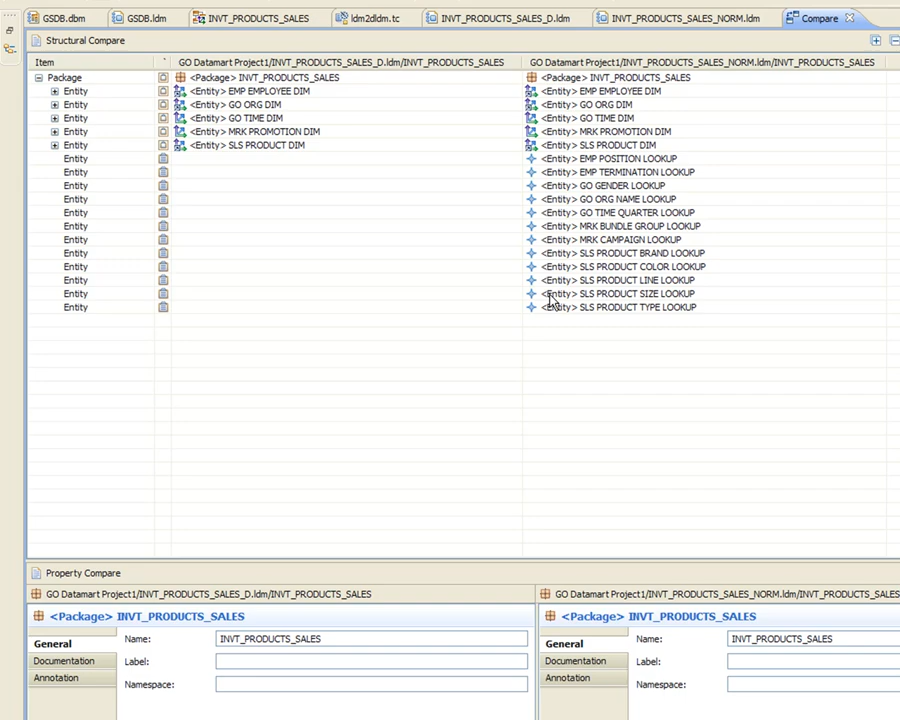 GSDB.dbm GSDB.ldm INVT_PRODUCTS_SALES ldm2dldm.tc INVT_PRODUCTS_SALES_D.ldm INVT_PRODUCTS_SALES_NORM.ldm Compare
Structural Compare
Item GO Datamart Project1/INVT_PRODUCTS_SALES_D.ldm/INVT_PRODUCTS_SALES GO Datamart Project1/INVT_PRODUCTS_SALES_NORM.ldm/INVT_PRODUCTS_SALES
Package <Package> INVT_PRODUCTS_SALES <Package> INVT_PRODUCTS_SALES
Entity <Entity> EMP EMPLOYEE DIM <Entity> EMP EMPLOYEE DIM
Entity <Entity> GO ORG DIM <Entity> GO ORG DIM
Entity <Entity> GO TIME DIM <Entity> GO TIME DIM
Entity <Entity> MRK PROMOTION DIM <Entity> MRK PROMOTION DIM
Entity <Entity> SLS PRODUCT DIM <Entity> SLS PRODUCT DIM
Entity <Entity> EMP POSITION LOOKUP
Entity <Entity> EMP TERMINATION LOOKUP
Entity <Entity> GO GENDER LOOKUP
Entity <Entity> GO ORG NAME LOOKUP
Entity <Entity> GO TIME QUARTER LOOKUP
Entity <Entity> MRK BUNDLE GROUP LOOKUP
Entity <Entity> MRK CAMPAIGN LOOKUP
Entity <Entity> SLS PRODUCT BRAND LOOKUP
Entity <Entity> SLS PRODUCT COLOR LOOKUP
Entity <Entity> SLS PRODUCT LINE LOOKUP
Entity <Entity> SLS PRODUCT SIZE LOOKUP
Entity <Entity> SLS PRODUCT TYPE LOOKUP
Property Compare
GO Datamart Project1/INVT_PRODUCTS_SALES_D.ldm/INVT_PRODUCTS_SALES GO Datamart Project1/INVT_PRODUCTS_SALES_NORM.ldm/INVT_PRODUCTS_SALES
<Package> INVT_PRODUCTS_SALES <Package> INVT_PRODUCTS_SALES
General Name: INVT_PRODUCTS_SALES General Name: INVT_PRODUCTS_SALES
Documentation Label: Documentation Label:
Annotation Namespace: Annotation Namespace: